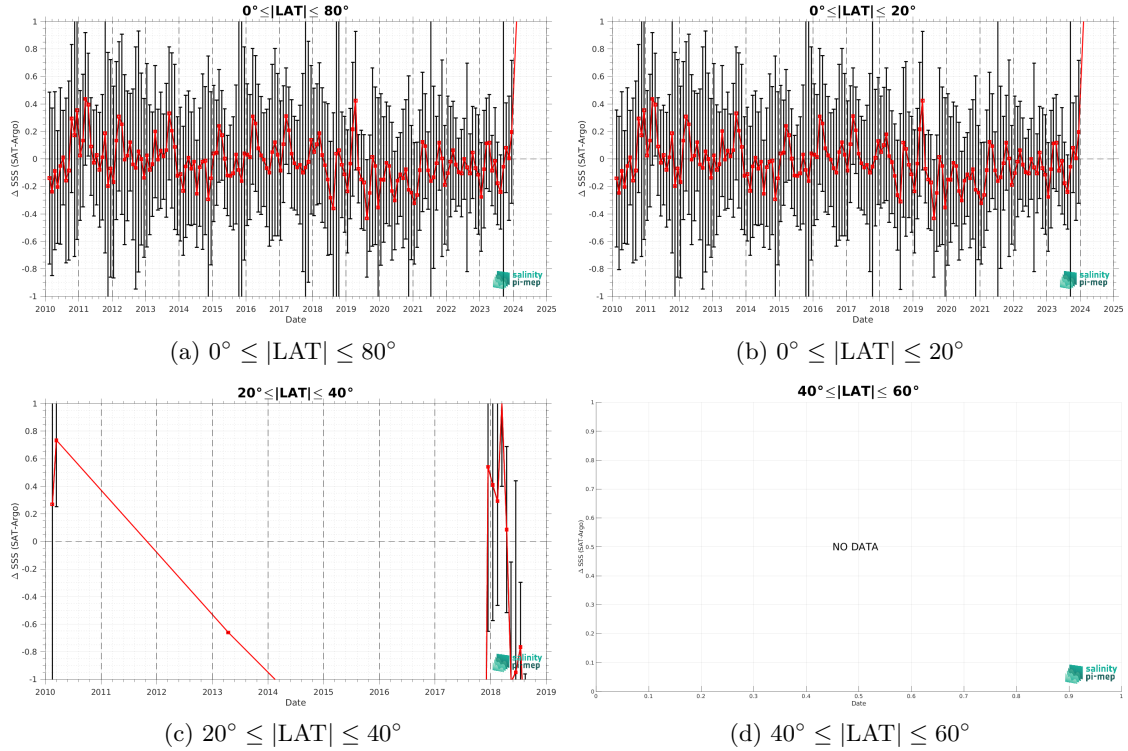 0°≤|LAT|≤ 80°
Δ SSS (SAT-Argo)
1
0.8
0.6
0.4
0.2
0
-0.2
-0.4
-0.6
-0.8
-1
2010 2011 2012 2013 2014 2015 2016 2017 2018 2019 2020 2021 2022 2023 2024 2025
Date
salinity
pi-mep
(a) 0° ≤ |LAT| ≤ 80°
0°≤|LAT|≤ 20°
Δ SSS (SAT-Argo)
1
0.8
0.6
0.4
0.2
0
-0.2
-0.4
-0.6
-0.8
-1
2010 2011 2012 2013 2014 2015 2016 2017 2018 2019 2020 2021 2022 2023 2024 2025
Date
salinity
pi-mep
(b) 0° ≤ |LAT| ≤ 20°
20°≤|LAT|≤ 40°
Δ SSS (SAT-Argo)
1
0.8
0.6
0.4
0.2
0
-0.2
-0.4
-0.6
-0.8
-1
2010 2011 2012 2013 2014 2015 2016 2017 2018 2019
Date
salinity
pi-mep
(c) 20° ≤ |LAT| ≤ 40°
40°≤|LAT|≤ 60°
Δ SSS (SAT-Argo)
1
0.9
0.8
0.7
0.6
0.5
0.4
0.3
0.2
0.1
0
NO DATA
0 0.1 0.2 0.3 0.4 0.5 0.6 0.7 0.8 0.9 1
Date
salinity
pi-mep
(d) 40° ≤ |LAT| ≤ 60°